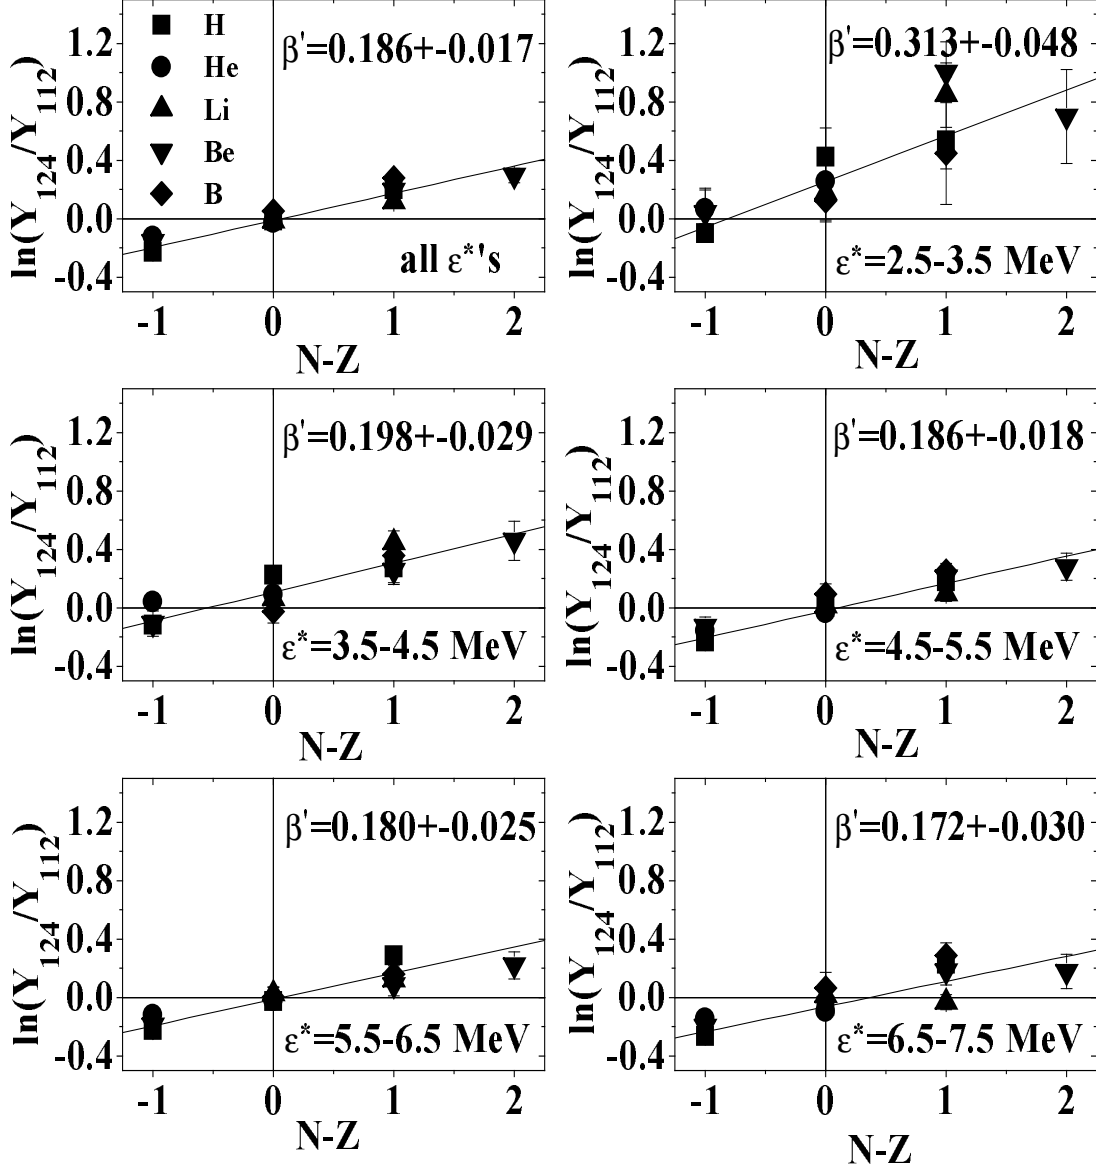 H
He
Li
Be
B
β'=0.186+-0.017
all ε*'s
ln(Y124/Y112)
1.2
0.8
0.4
0.0
-0.4
-1 0 1 2
N-Z
β'=0.313+-0.048
ε*=2.5-3.5 MeV
ln(Y124/Y112)
1.2
0.8
0.4
0.0
-0.4
-1 0 1 2
N-Z
β'=0.198+-0.029
ε*=3.5-4.5 MeV
ln(Y124/Y112)
1.2
0.8
0.4
0.0
-0.4
-1 0 1 2
N-Z
β'=0.186+-0.018
ε*=4.5-5.5 MeV
ln(Y124/Y112)
1.2
0.8
0.4
0.0
-0.4
-1 0 1 2
N-Z
β'=0.180+-0.025
ε*=5.5-6.5 MeV
ln(Y124/Y112)
1.2
0.8
0.4
0.0
-0.4
-1 0 1 2
N-Z
β'=0.172+-0.030
ε*=6.5-7.5 MeV
ln(Y124/Y112)
1.2
0.8
0.4
0.0
-0.4
-1 0 1 2
N-Z